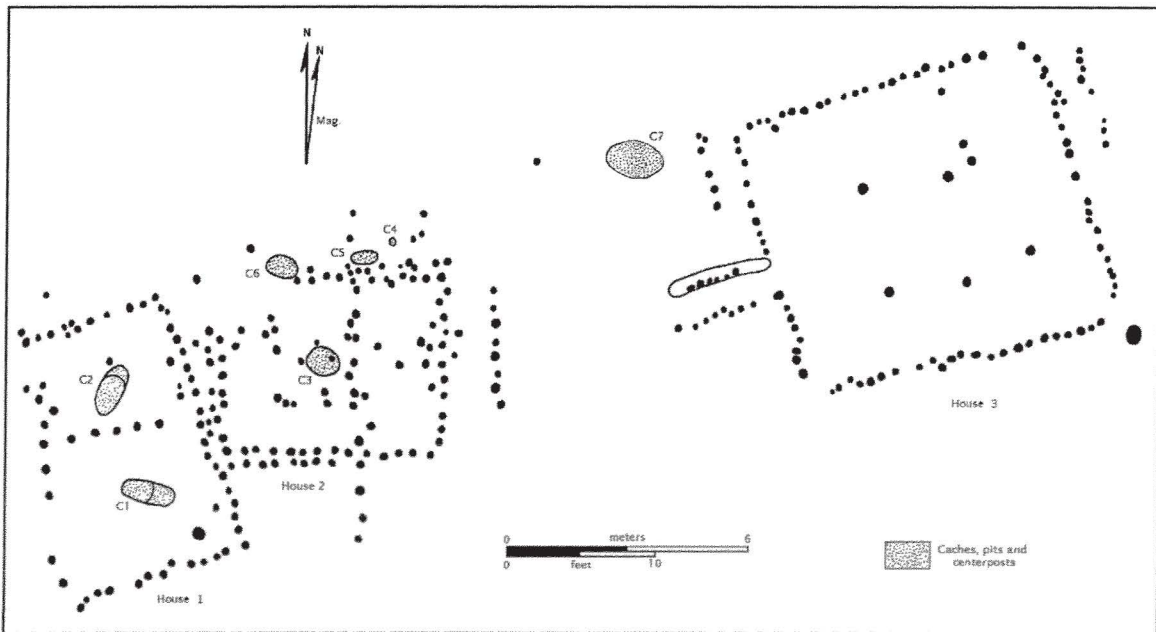 N
N
Mag.
C7
C4
C5
C6
C3
C2
House 3
House 2
C1
0 meters 6
0 feet 10
Caches, pits and
centerposts
House 1